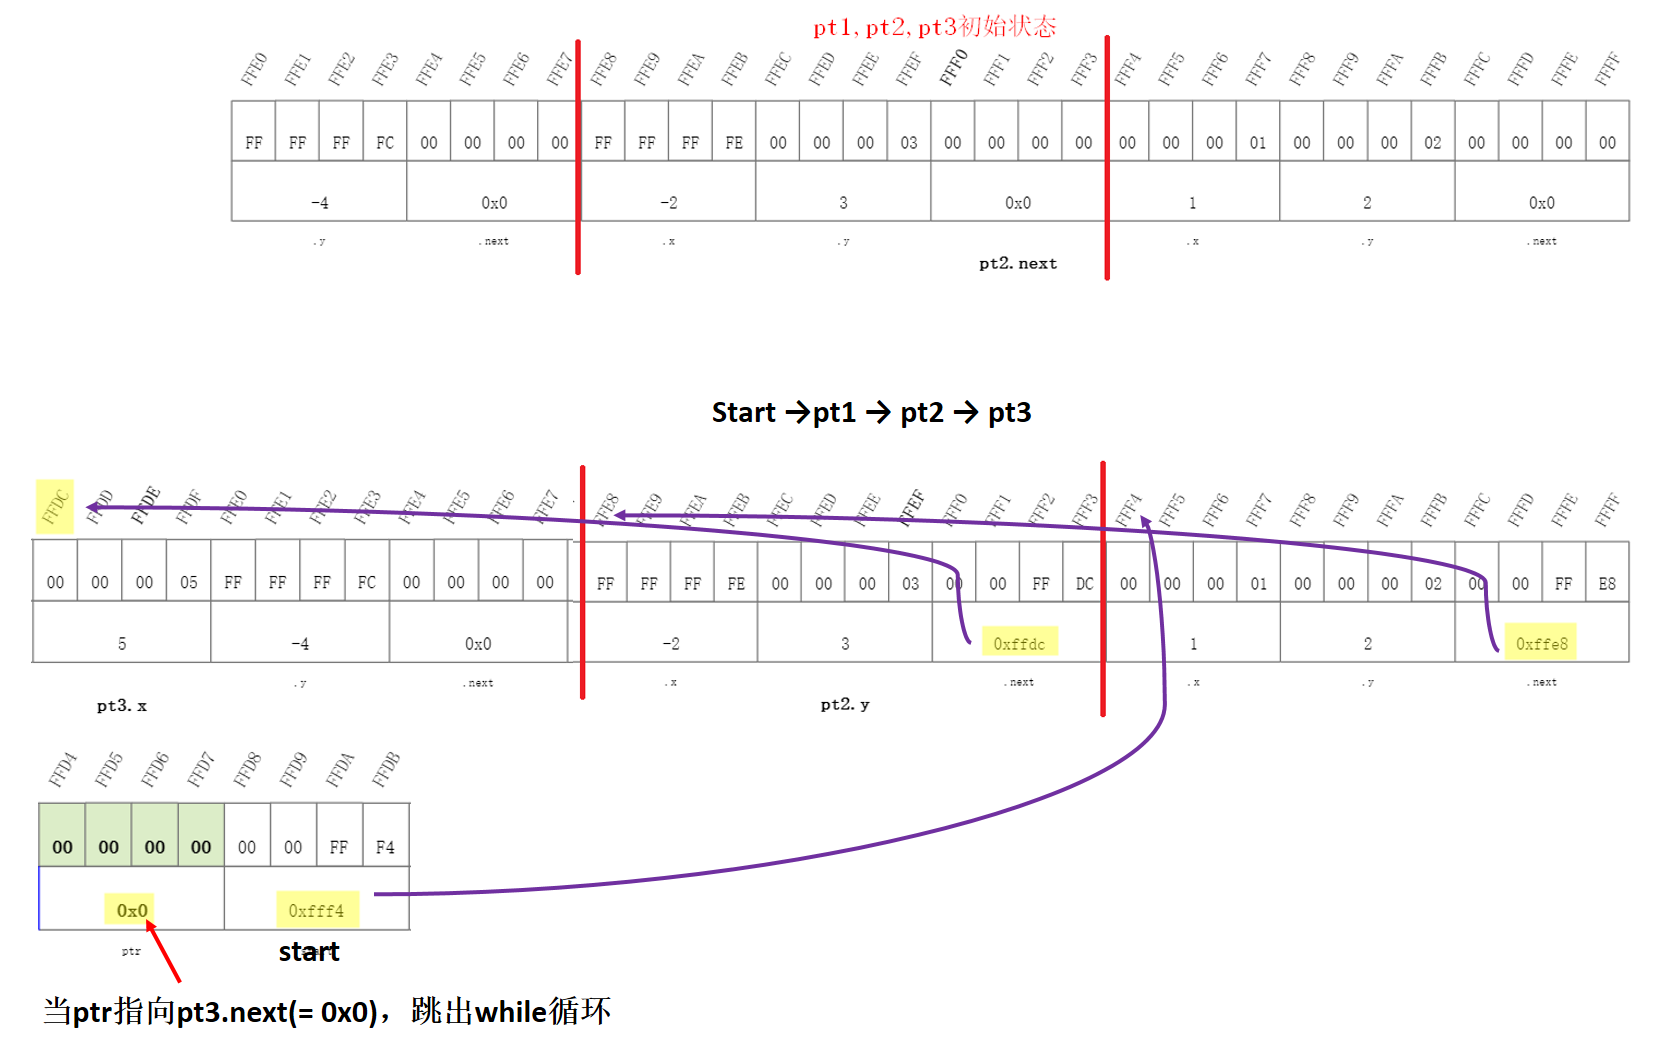 pt1,pt2,pt3初始状态
FFE0 FFE1 FFE2 FFE3 FFE4 FFE5 FFE6 FFE7 FFE8 FFE9 FFEA FFEB FFEC FFED FFEE FFEF FFF0 FFF1 FFF2 FFF3 FFF4 FFF5 FFF6 FFF7 FFF8 FFF9 FFFA FFFB FFFC FFFD FFFE FFFF
FF FF FF FC 00 00 00 00 FF FF FF FE 00 00 00 03 00 00 00 00 00 00 00 01 00 00 00 02 00 00 00 00
-4 0x0 -2 3 0x0 1 2 0x0
.y .next .x .y .x .y .next
pt2.next
Start →pt1 → pt2 → pt3
FFDC FFDD FFDE FFDF FFE0 FFE1 FFE2 FFE3 FFE4 FFE5 FFE6 FFE7 FFE8 FFE9 FFEA FFEB FFEC FFED FFEE FFEF FFF0 FFF1 FFF2 FFF3 FFF4 FFF5 FFF6 FFF7 FFF8 FFF9 FFFA FFFB FFFC FFFD FFFE FFFF
00 00 00 05 FF FF FF FC 00 00 00 00 FF FF FF FE 00 00 00 03 00 00 FF DC 00 00 00 01 00 00 00 02 00 00 FF E8
5 -4 0x0 -2 3 0xffdc 1 2 0xffe8
.y .next .x .next .x .y .next
pt3.x pt2.y
FFD4 FFD5 FFD6 FFD7 FFD8 FFD9 FFDA FFDB
00 00 00 00 00 00 FF F4
0x0 0xfff4
ptr start
当ptr指向pt3.next(= 0x0)，跳出while循环